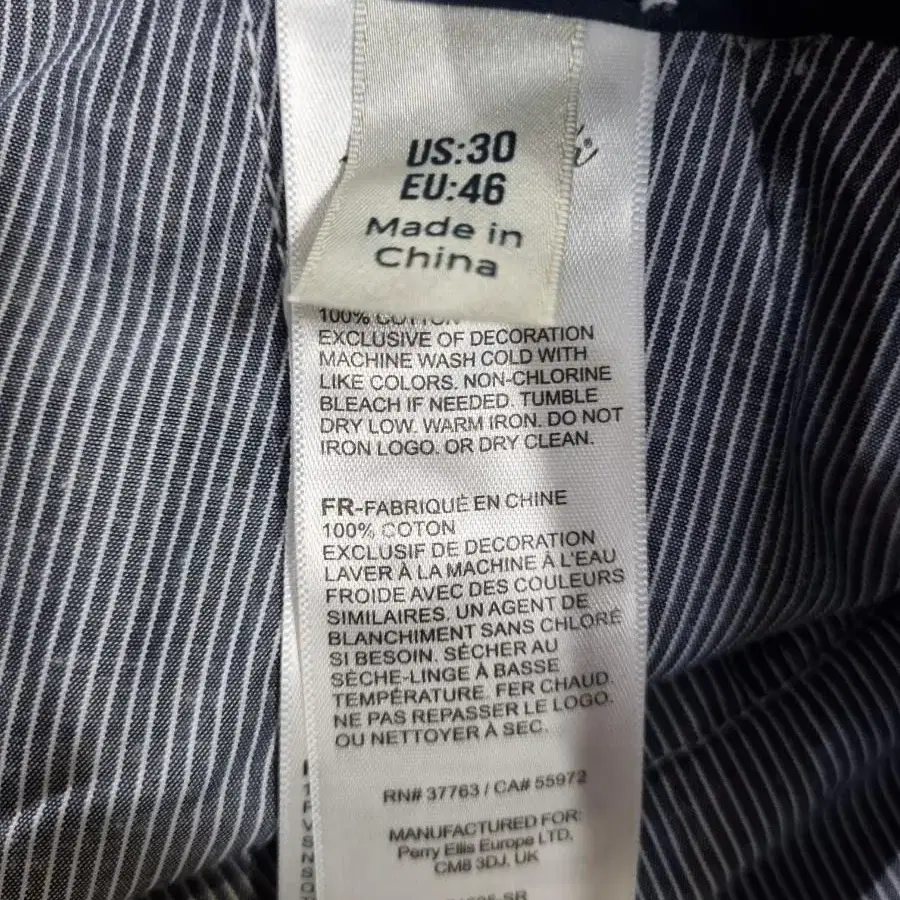 US:30
EU:46
Made in
China
100% COTTON
EXCLUSIVE OF DECORATION
MACHINE WASH COLD WITH
LIKE COLORS. NON-CHLORINE
BLEACH IF NEEDED. TUMBLE
DRY LOW. WARM IRON. DO NOT
IRON LOGO. OR DRY CLEAN.
FR-FABRIQUÉ EN CHINE
100% COTON
EXCLUSIF DE DECORATION
LAVER À LA MACHINE À L'EAU
FROIDE AVEC DES COULEURS
SIMILAIRES. UN AGENT DE
BLANCHIMENT SANS CHLORE
SI BESOIN. SÉCHER AU
SÈCHE-LINGE À BASSE
TEMPÉRATURE. FER CHAUD.
NE PAS REPASSER LE LOGO.
OU NETTOYER À SEC.
RN# 37763 / CA# 55972
MANUFACTURED FOR:
Perry Ellis Europe LTD,
CM8 3DJ, UK